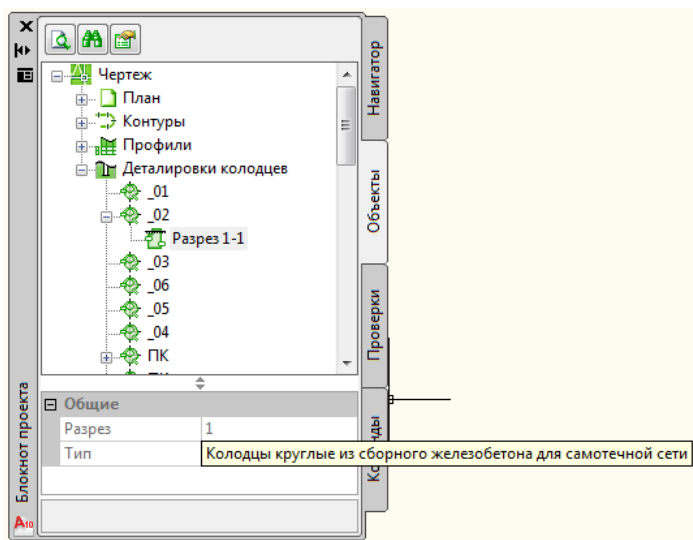 Чертеж
План
Контуры
Профили
Деталировки колодцев
_01
_02
Разрез 1-1
_03
_06
_05
_04
ПК
Навигатор
Объекты
Проверки
Общие
Разрез 1
Тип Колодцы круглые из сборного железобетона для самотечной сети
Блокнот проекта
A10